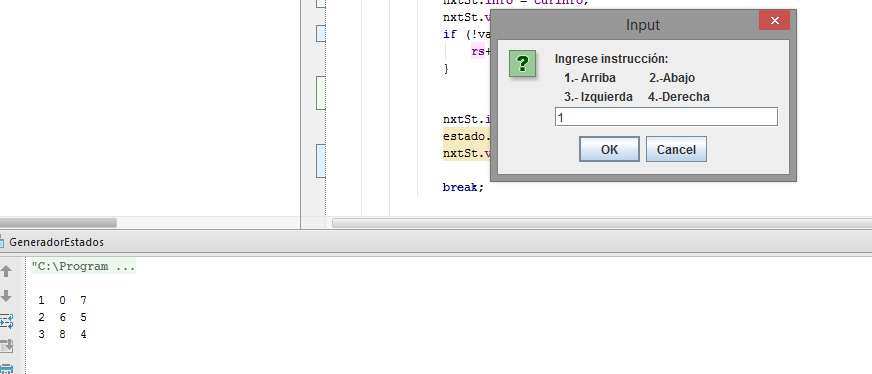 nxtSt.info = curInfo;
nxtSt.v
if (!va
rs+
}
nxtSt.i
estado.
nxtSt.v
break;
Input
x
?
Ingrese instrucción:
1.- Arriba 2.-Abajo
3.- Izquierda 4.-Derecha
1
OK Cancel
GeneradorEstados
"C:\Program ...
1 0 7
2 6 5
3 8 4